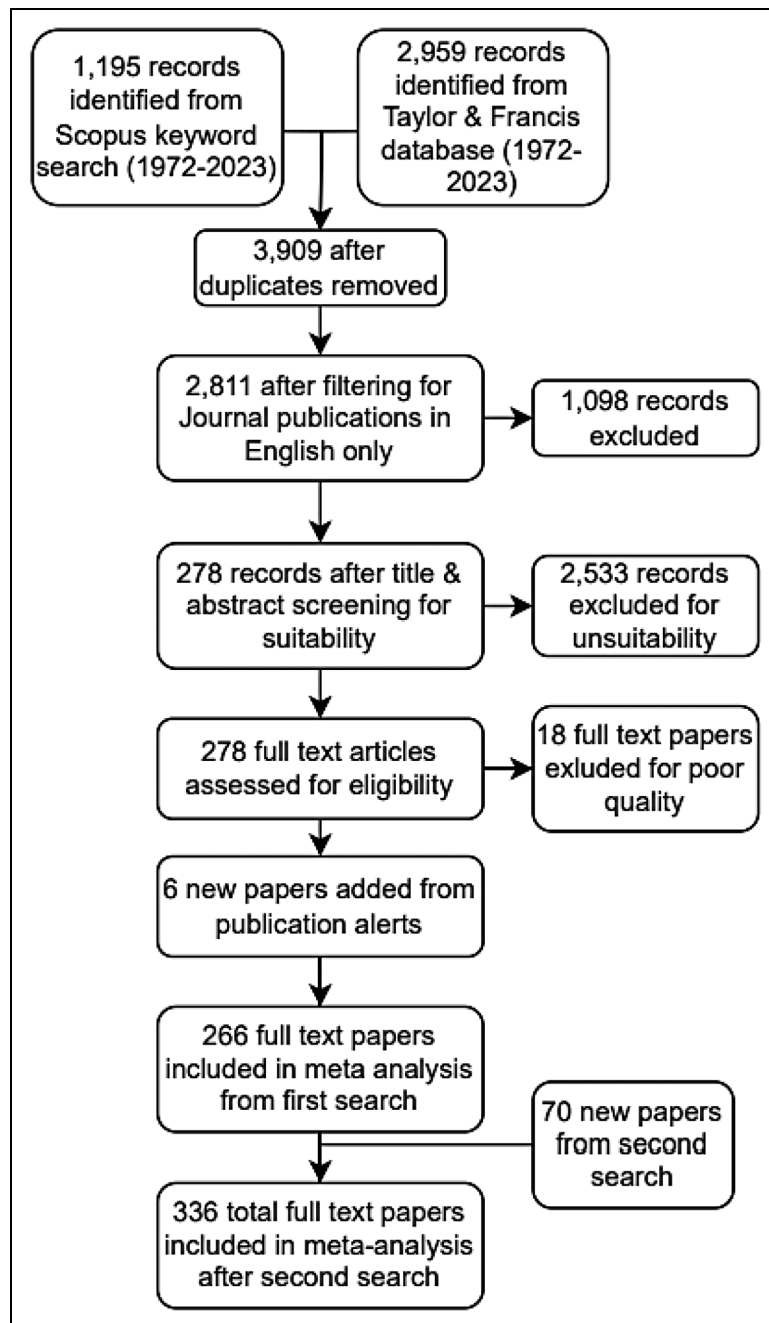 1,195 records
identified from
Scopus keyword
search (1972-2023)
2,959 records
identified from
Taylor & Francis
database (1972-
2023)
3,909 after
duplicates removed
2,811 after filtering for
Journal publications in
English only
1,098 records
excluded
278 records after title &
abstract screening for
suitability
2,533 records
excluded for
unsuitability
278 full text articles
assessed for eligibility
18 full text papers
exluded for poor
quality
6 new papers added from
publication alerts
266 full text papers
included in meta analysis
from first search
70 new papers
from second
search
336 total full text papers
included in meta-analysis
after second search